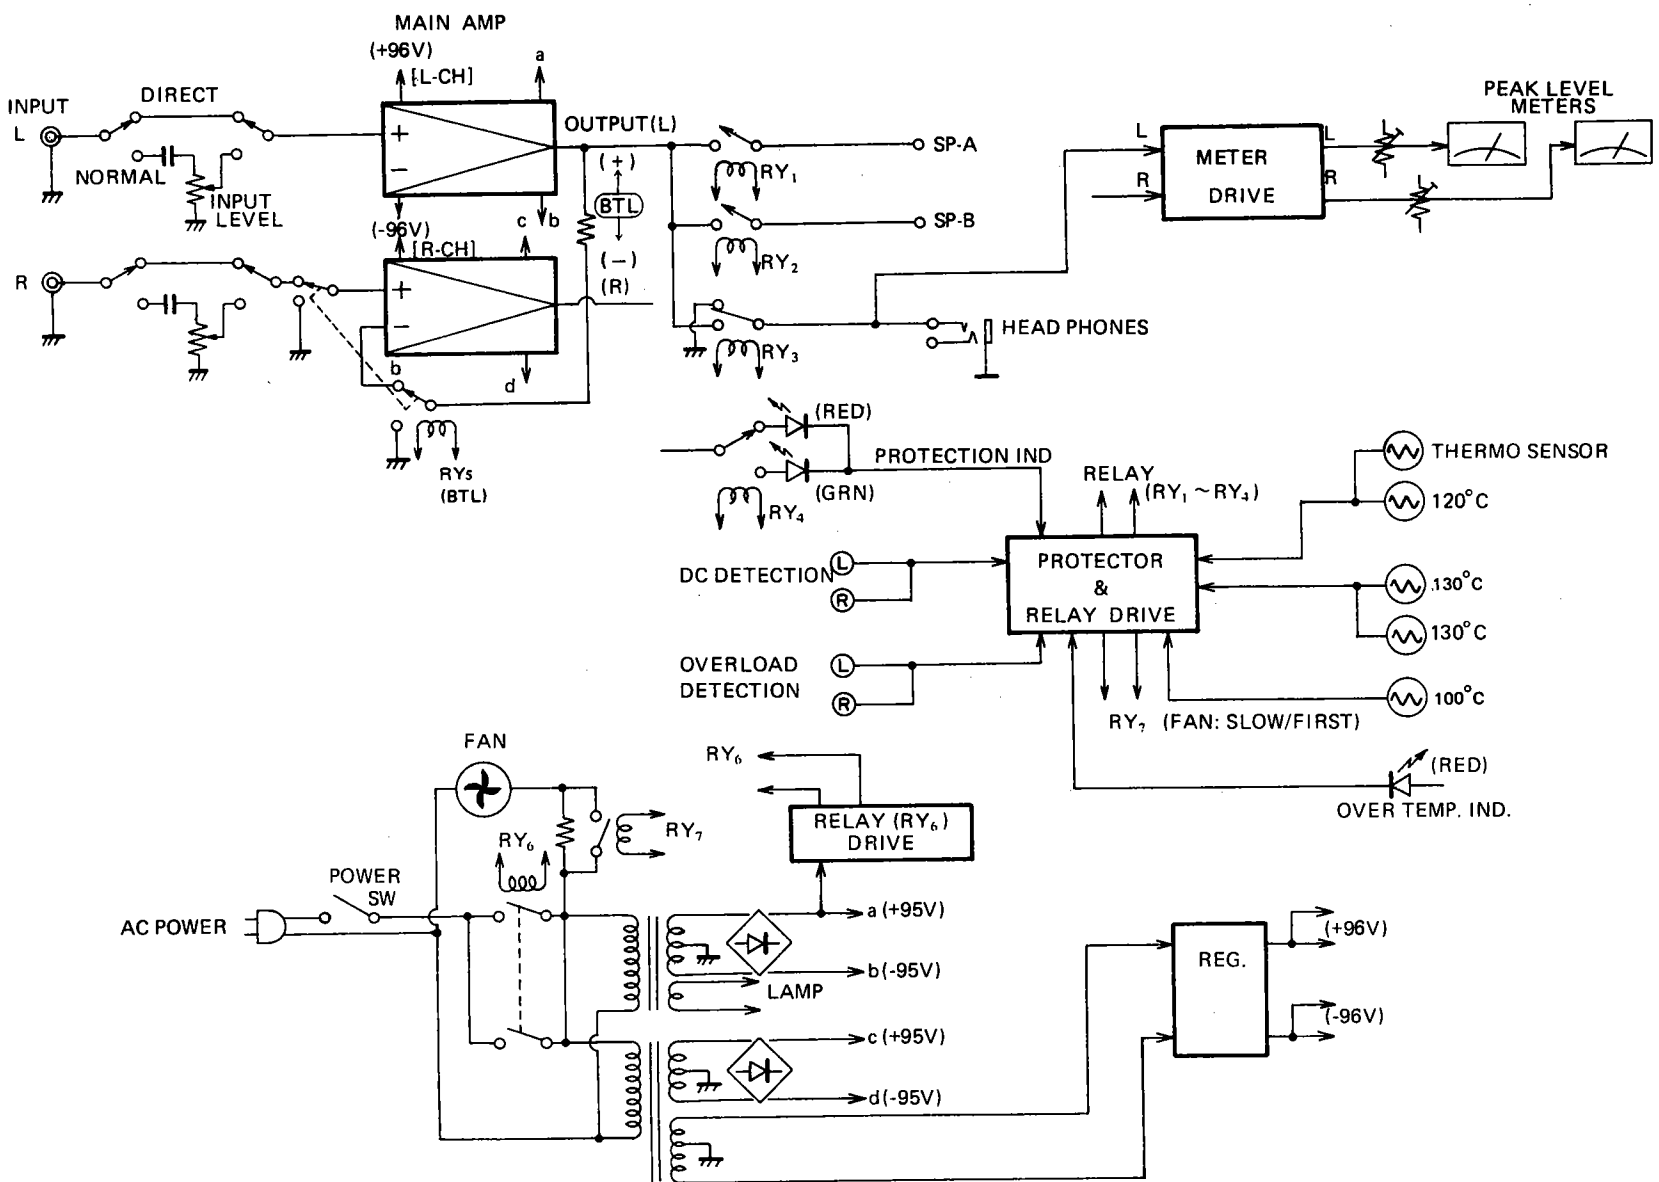 MAIN AMP
(+96V)
[L-CH]
a
INPUT
L
DIRECT
NORMAL
INPUT
LEVEL
+
−
OUTPUT(L)
(+)
BTL
(−)
(R)
(-96V)
c b
[R-CH]
R
+
−
b
d
RY5
(BTL)
SP-A
RY1
SP-B
RY2
RY3
HEAD PHONES
L
R
METER
DRIVE
L
R
PEAK LEVEL
METERS
(RED)
(GRN)
RY4
PROTECTION IND
RELAY
(RY1 ~ RY4)
THERMO SENSOR
120°C
DC DETECTION
L
R
PROTECTOR
&
RELAY DRIVE
130°C
130°C
OVERLOAD
DETECTION
L
R
100°C
RY7 (FAN: SLOW/FIRST)
(RED)
OVER TEMP. IND.
FAN
RY6
RY7
RY6
RELAY (RY6)
DRIVE
POWER
SW
AC POWER
a (+95V)
b (-95V)
LAMP
c (+95V)
d (-95V)
REG.
(+96V)
(-96V)